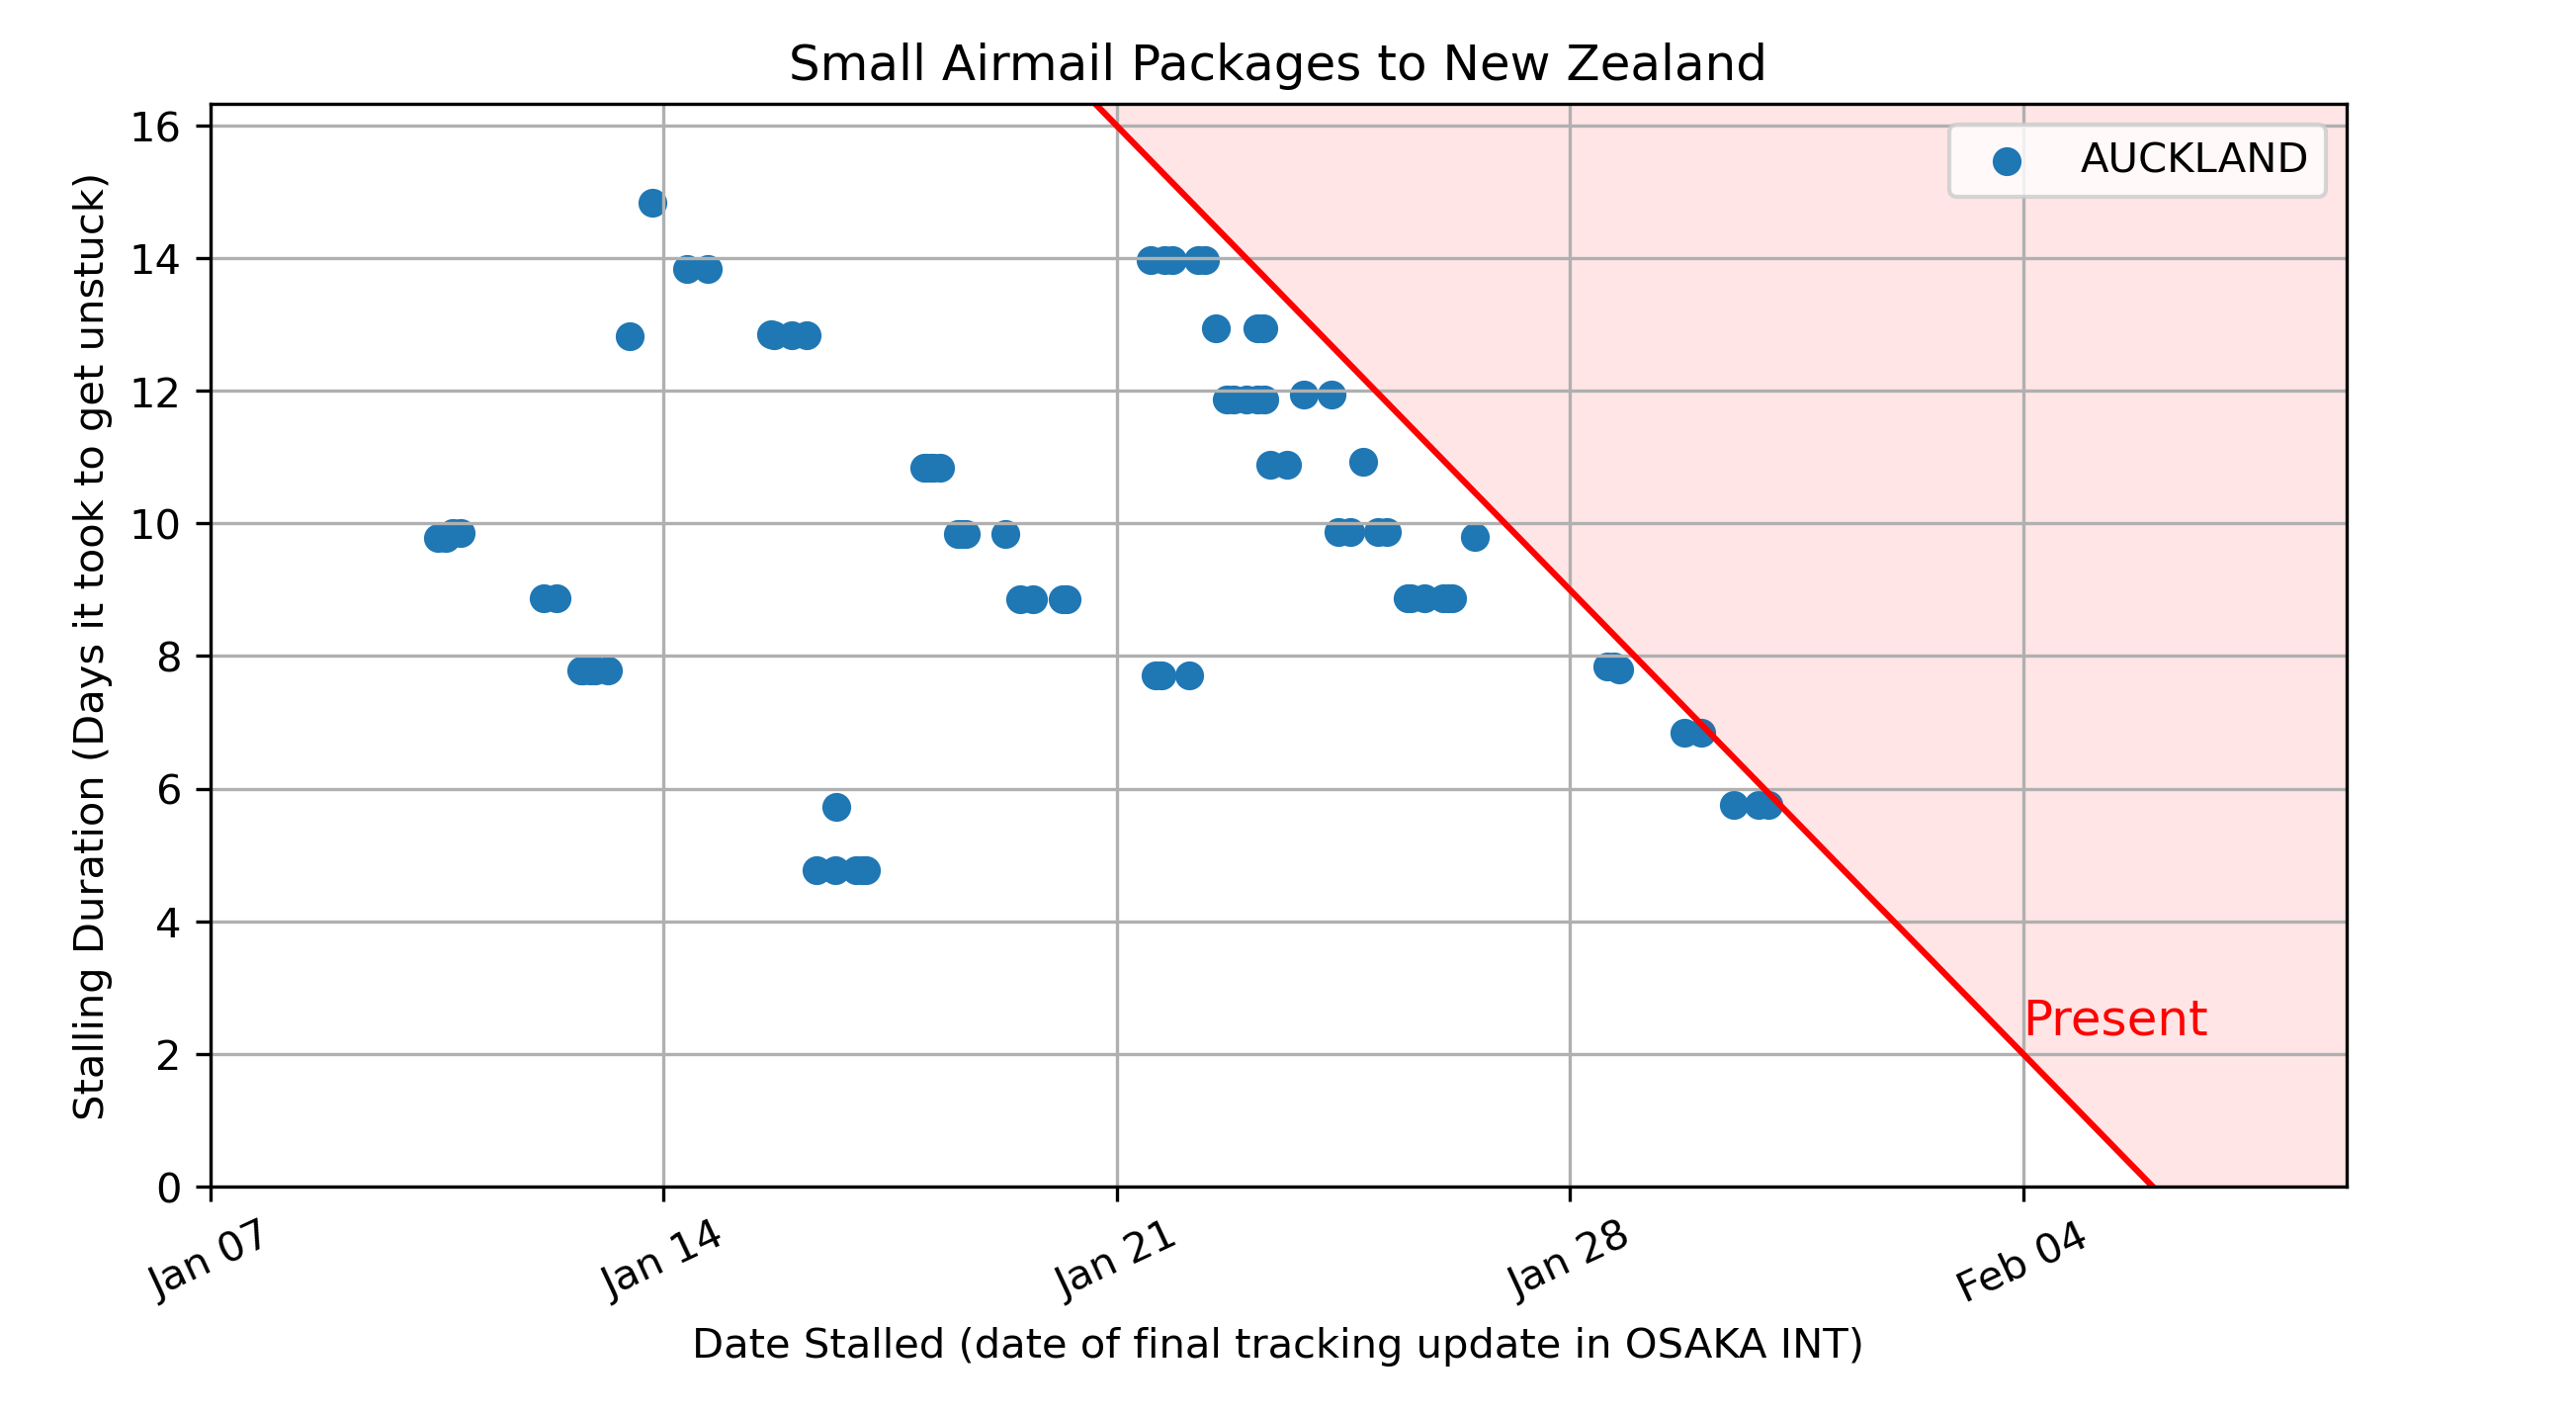 Small Airmail Packages to New Zealand
Stalling Duration (Days it took to get unstuck)
16
14
12
10
8
6
4
2
0
AUCKLAND
Present
Jan 07
Jan 14
Jan 21
Jan 28
Feb 04
Date Stalled (date of final tracking update in OSAKA INT)